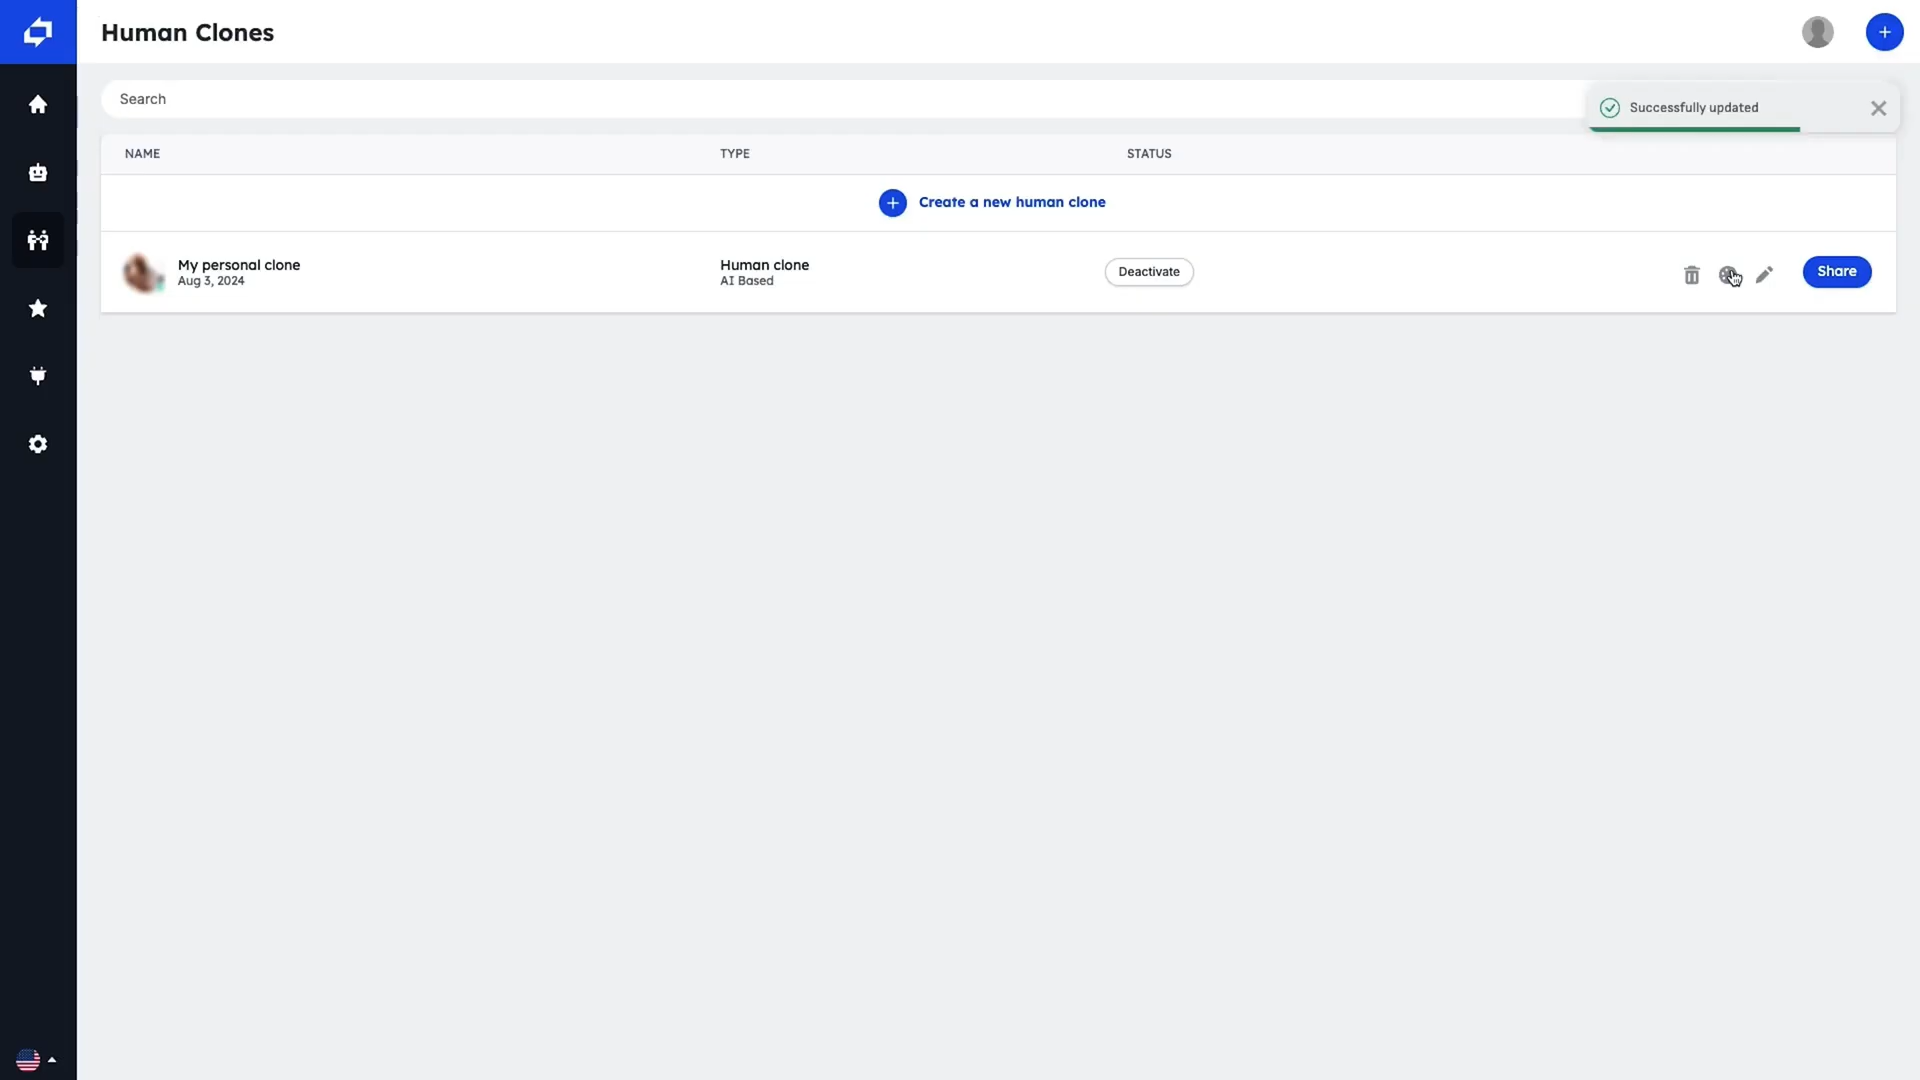 Human Clones
Search
Successfully updated
NAME TYPE STATUS
Create a new human clone
My personal clone
Aug 3, 2024
Human clone
AI Based
Deactivate
Share